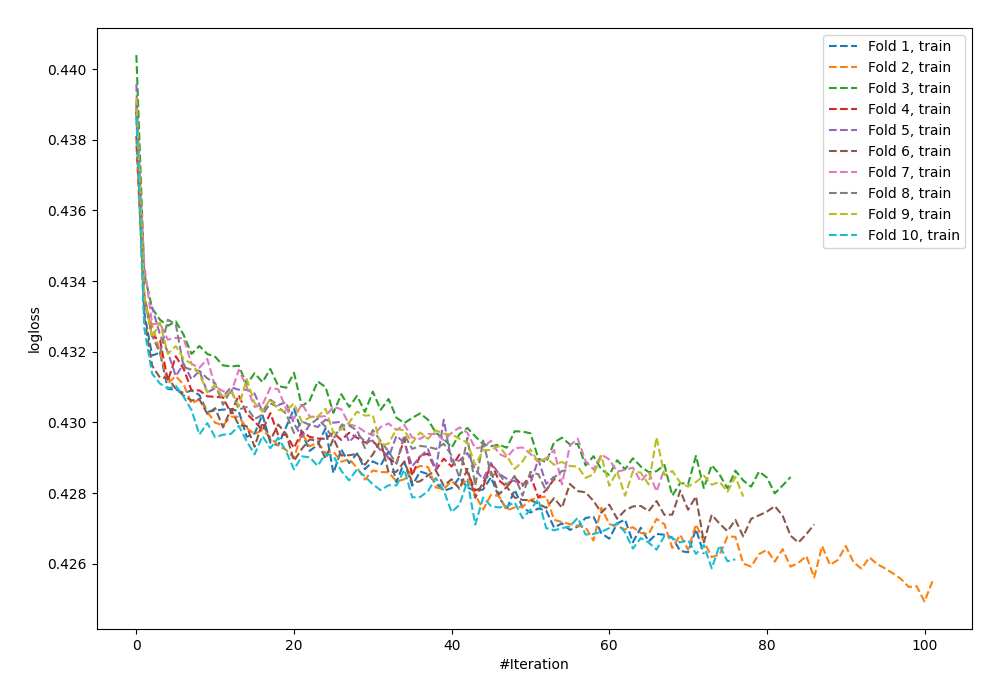 0.440
0.438
0.436
0.434
0.432
0.430
0.428
0.426
logloss
0
20
40
60
80
100
#Iteration
Fold 1, train
Fold 2, train
Fold 3, train
Fold 4, train
Fold 5, train
Fold 6, train
Fold 7, train
Fold 8, train
Fold 9, train
Fold 10, train